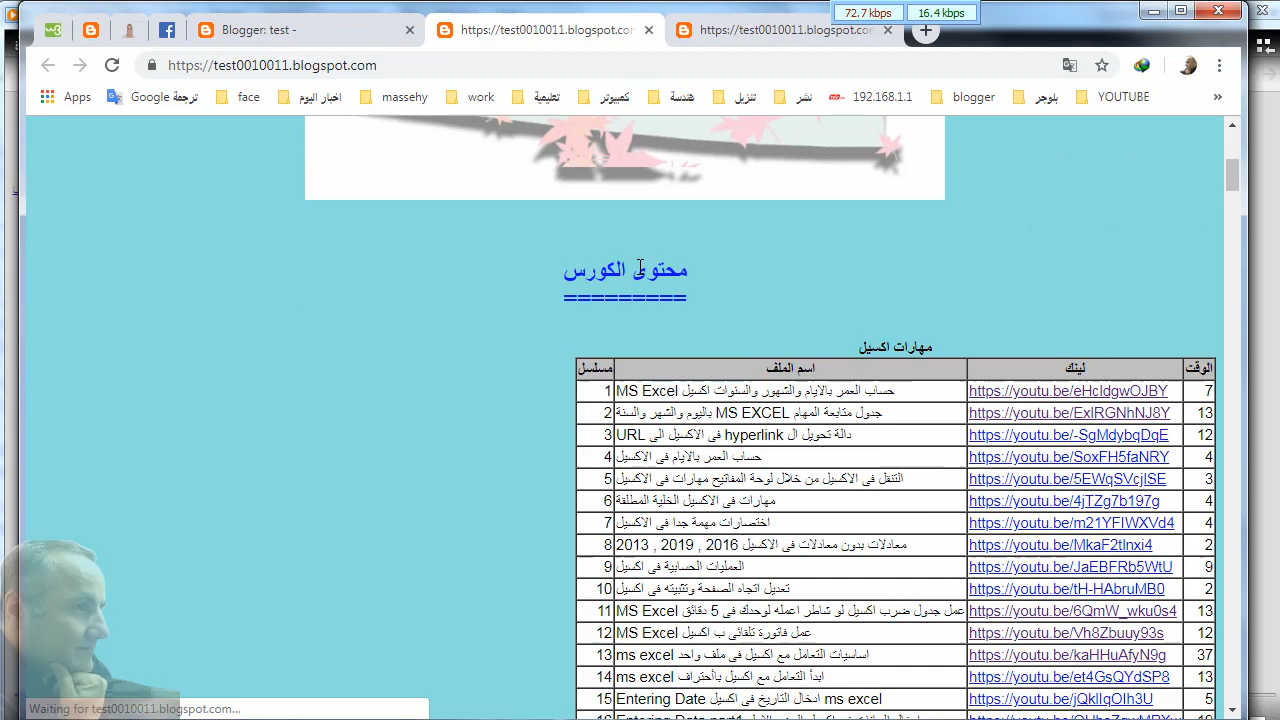 72.7 kbps 16.4 kbps
Blogger: test - https://test0010011.blogspot.com https://test0010011.blogspot.com
https://test0010011.blogspot.com
Apps ترجمة Google face اخبار اليوم massehy work تعليمية كمبيوتر تنزيل هندسة نشر 192.168.1.1 blogger بلوجر YOUTUBE »
محتوى الكورس
=========
مهارات اكسيل
مسلسل اسم الملف لينك الوقت
1 حساب العمر بالايام والشهور والسنوات اكسيل MS Excel https://youtu.be/eHcIdgwOJBY 7
2 جدول متابعة المهام MS EXCEL باليوم والشهر والسنة https://youtu.be/ExlRGNhNJ8Y 13
3 دالة تحويل ال hyperlink فى الاكسيل الى URL https://youtu.be/-SgMdybqDqE 12
4 حساب العمر بالايام فى الاكسيل https://youtu.be/SoxFH5faNRY 4
5 التنقل فى الاكسيل من خلال لوحة المفاتيح مهارات فى الاكسيل https://youtu.be/5EWqSVcjISE 3
6 مهارات فى الاكسيل الخلية المطلقة https://youtu.be/4jTZg7b197g 4
7 اختصارات مهمة جدا فى الاكسيل https://youtu.be/m21YFIWXVd4 4
8 معادلات بدون معادلات فى الاكسيل 2016 , 2019 , 2013 https://youtu.be/MkaF2tInxi4 2
9 العمليات الحسابية فى اكسيل https://youtu.be/JaEBFRb5WtU 9
10 تعديل اتجاه الصفحة وتثبيته فى اكسيل https://youtu.be/tH-HAbruMB0 2
11 عمل جدول ضرب اكسيل لو شاطر اعمله لوحدك فى 5 دقائق MS Excel https://youtu.be/6QmW_wku0s4 13
12 عمل فاتورة تلقائى ب اكسيل MS Excel https://youtu.be/Vh8Zbuuy93s 12
13 اساسيات التعامل مع اكسيل فى ملف واحد ms excel https://youtu.be/kaHHuAfyN9g 37
14 ابدأ التعامل مع اكسيل بأحتراف ms excel https://youtu.be/et4GsQYdSP8 13
15 Entering Date ادخال التاريخ فى اكسيل ms excel https://youtu.be/jQkIlqOIh3U 5
Waiting for test0010011.blogspot.com...